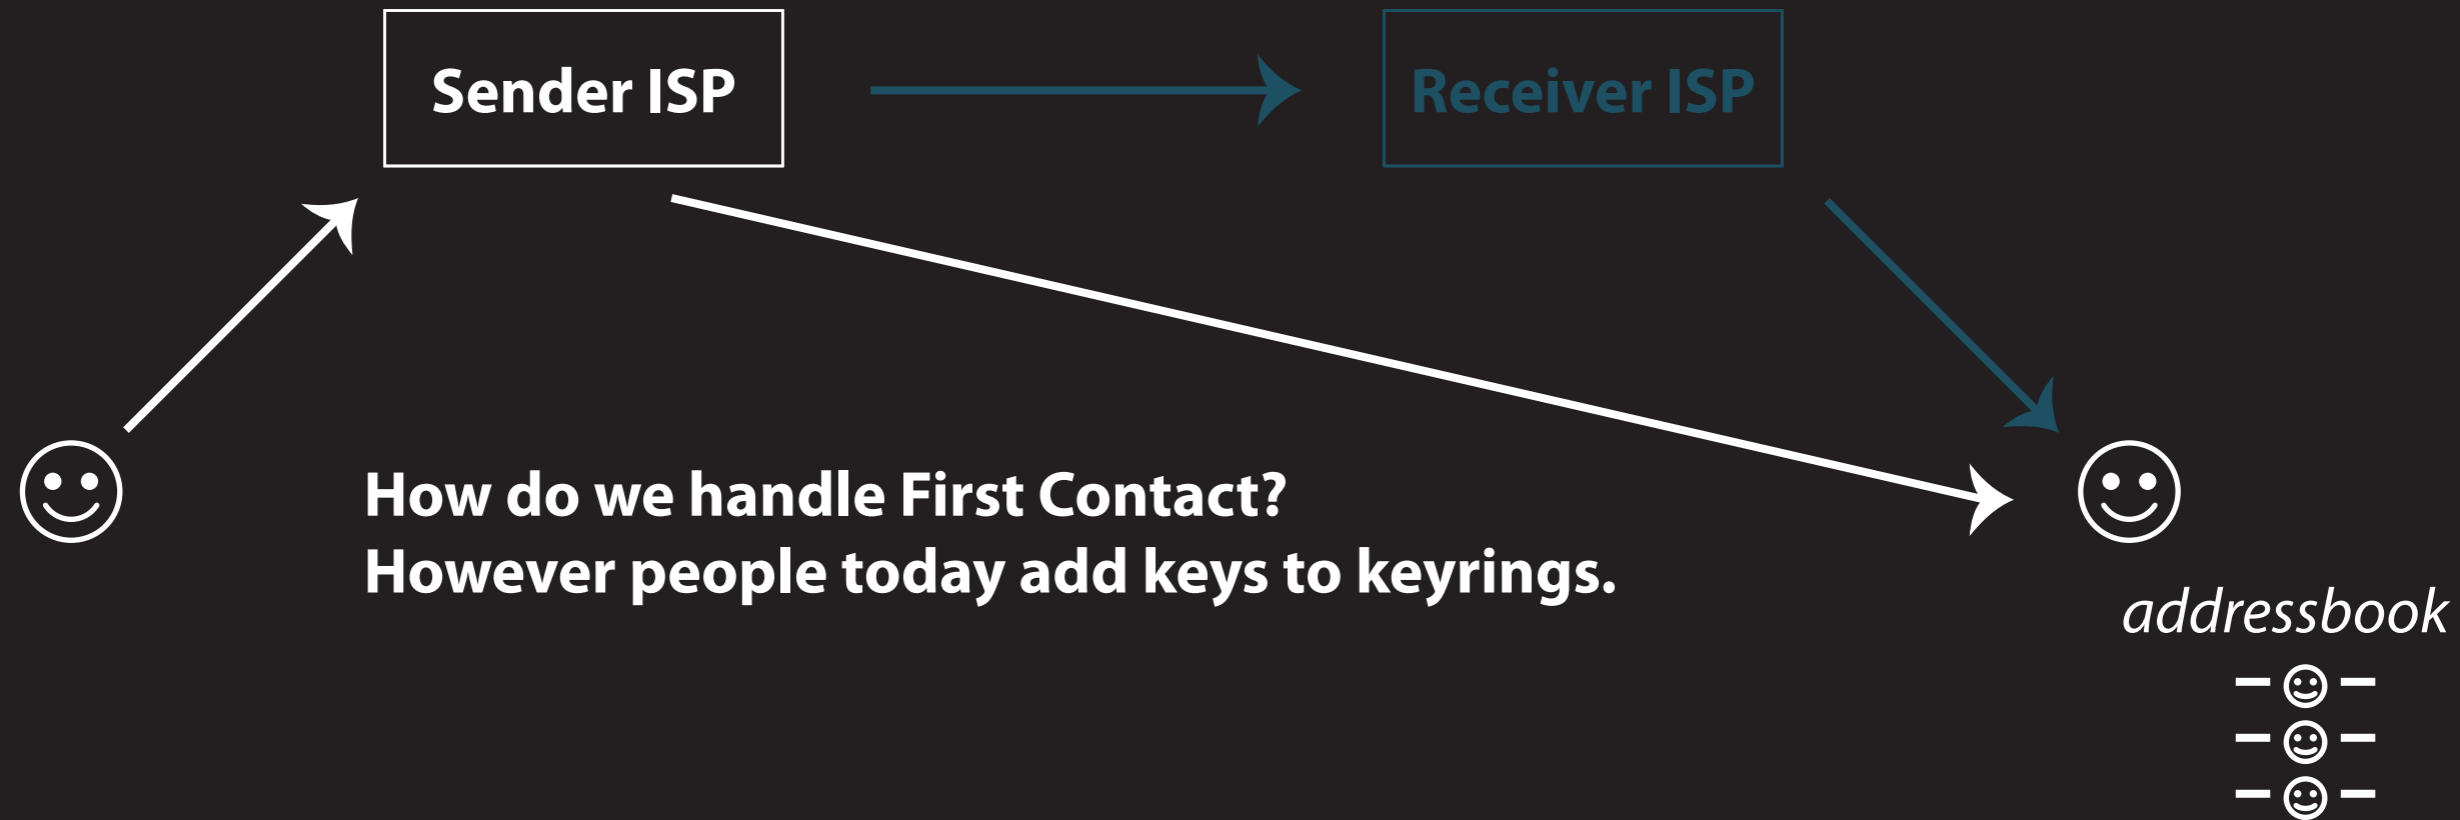 Sender ISP
Receiver ISP
How do we handle First Contact?
However people today add keys to keyrings.
addressbook